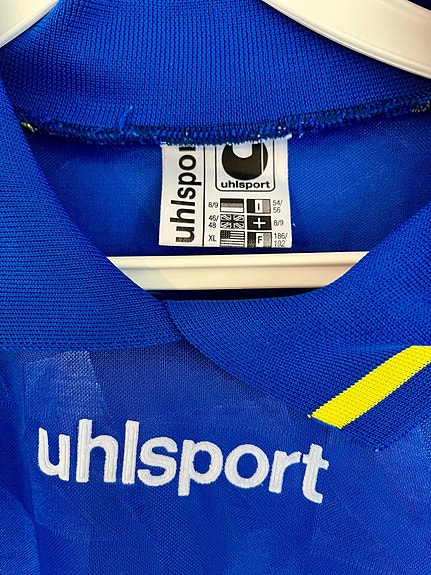 uhlsport
uhlsport
8/9 I 54/56
46/48 + 8/9
XL F 186/192
uhlsport